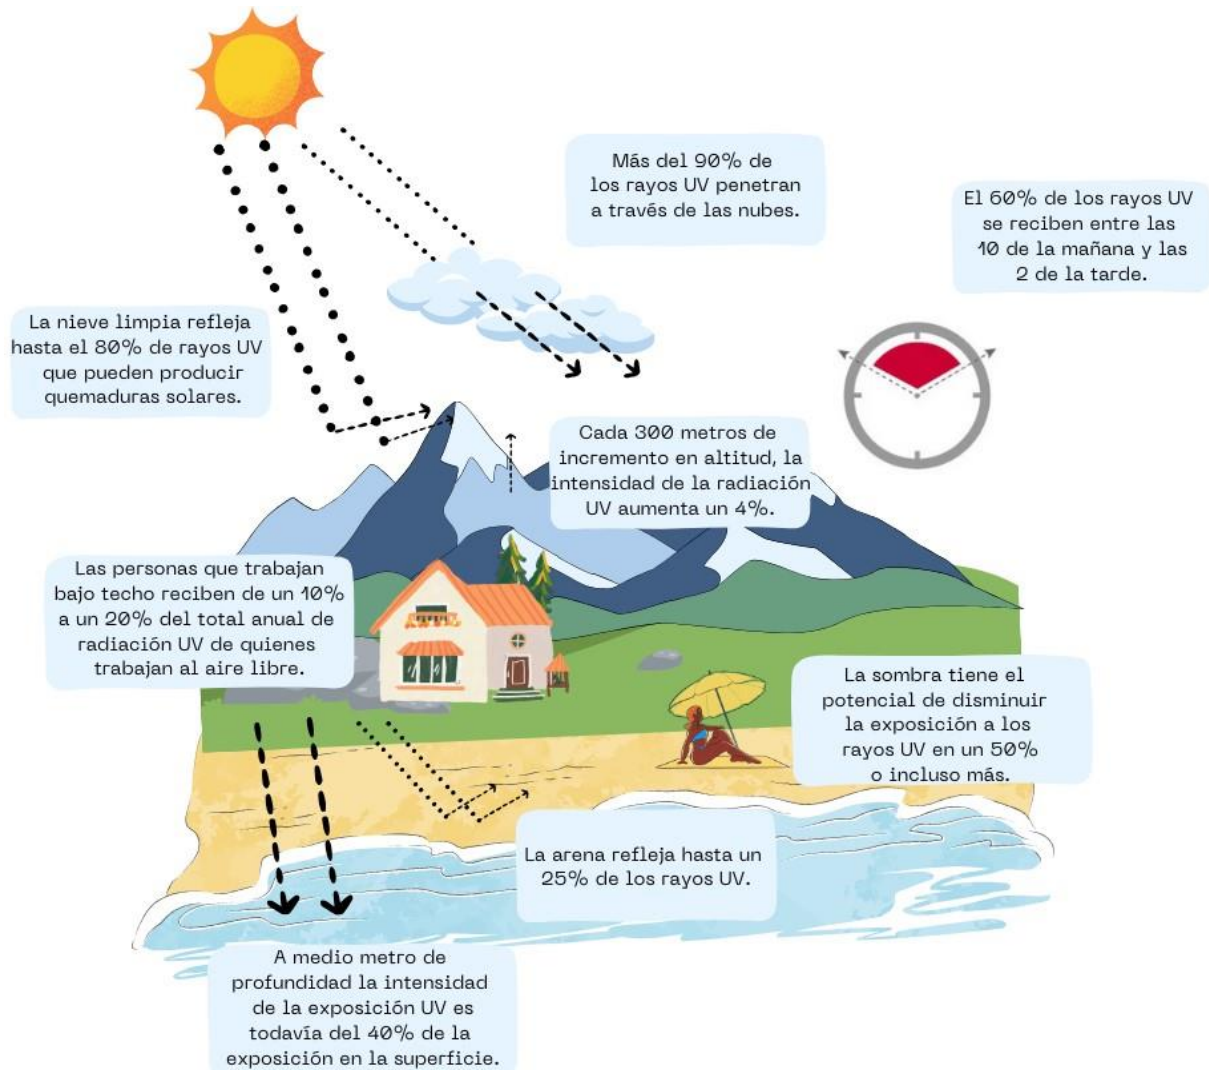 Más del 90% de
los rayos UV penetran
a través de las nubes.
El 60% de los rayos UV
se reciben entre las
10 de la mañana y las
2 de la tarde.
La nieve limpia refleja
hasta el 80% de rayos UV
que pueden producir
quemaduras solares.
Cada 300 metros de
incremento en altitud, la
intensidad de la radiación
UV aumenta un 4%.
Las personas que trabajan
bajo techo reciben de un 10%
a un 20% del total anual de
radiación UV de quienes
trabajan al aire libre.
La sombra tiene el
potencial de disminuir
la exposición a los
rayos UV en un 50%
o incluso más.
La arena refleja hasta un
25% de los rayos UV.
A medio metro de
profundidad la intensidad
de la exposición UV es
todavía del 40% de la
exposición en la superficie.